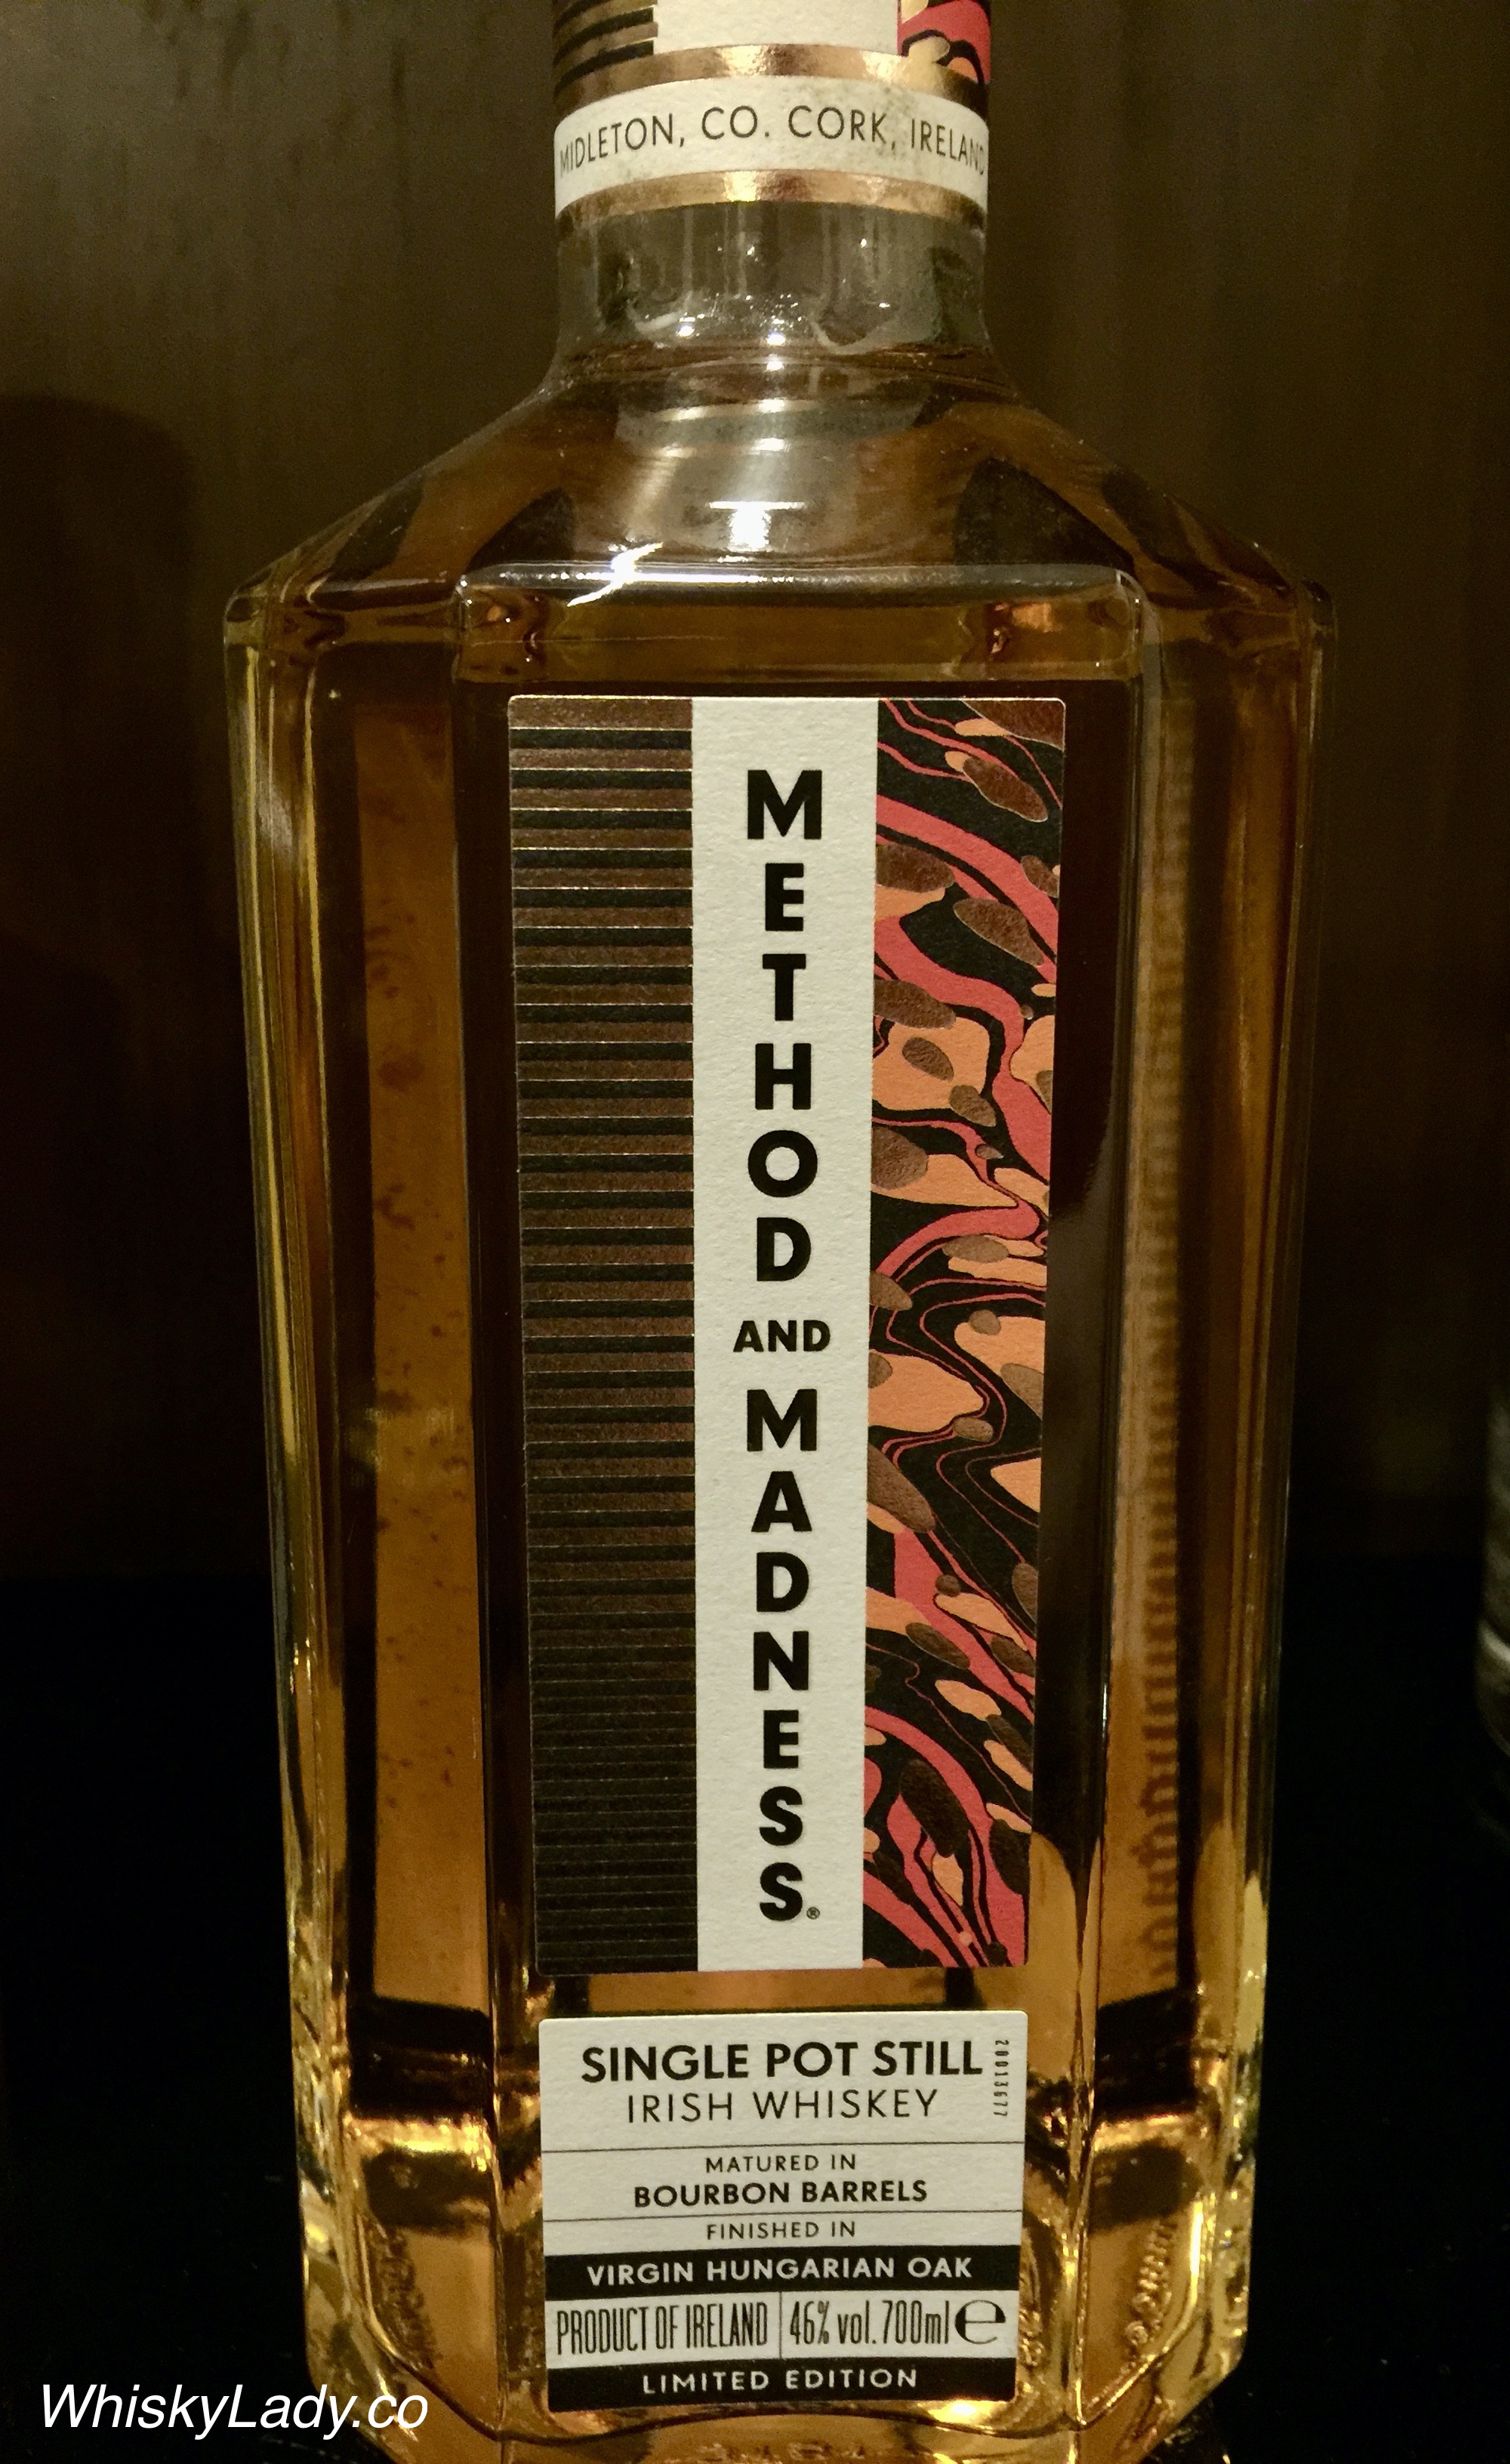 MIDLETON, CO. CORK, IRELAND
METHOD
AND
MADNESS®
SINGLE POT STILL
IRISH WHISKEY
20013677
MATURED IN
BOURBON BARRELS
FINISHED IN
VIRGIN HUNGARIAN OAK
PRODUCT OF IRELAND 46% vol. 700ml e
LIMITED EDITION
WhiskyLady.co